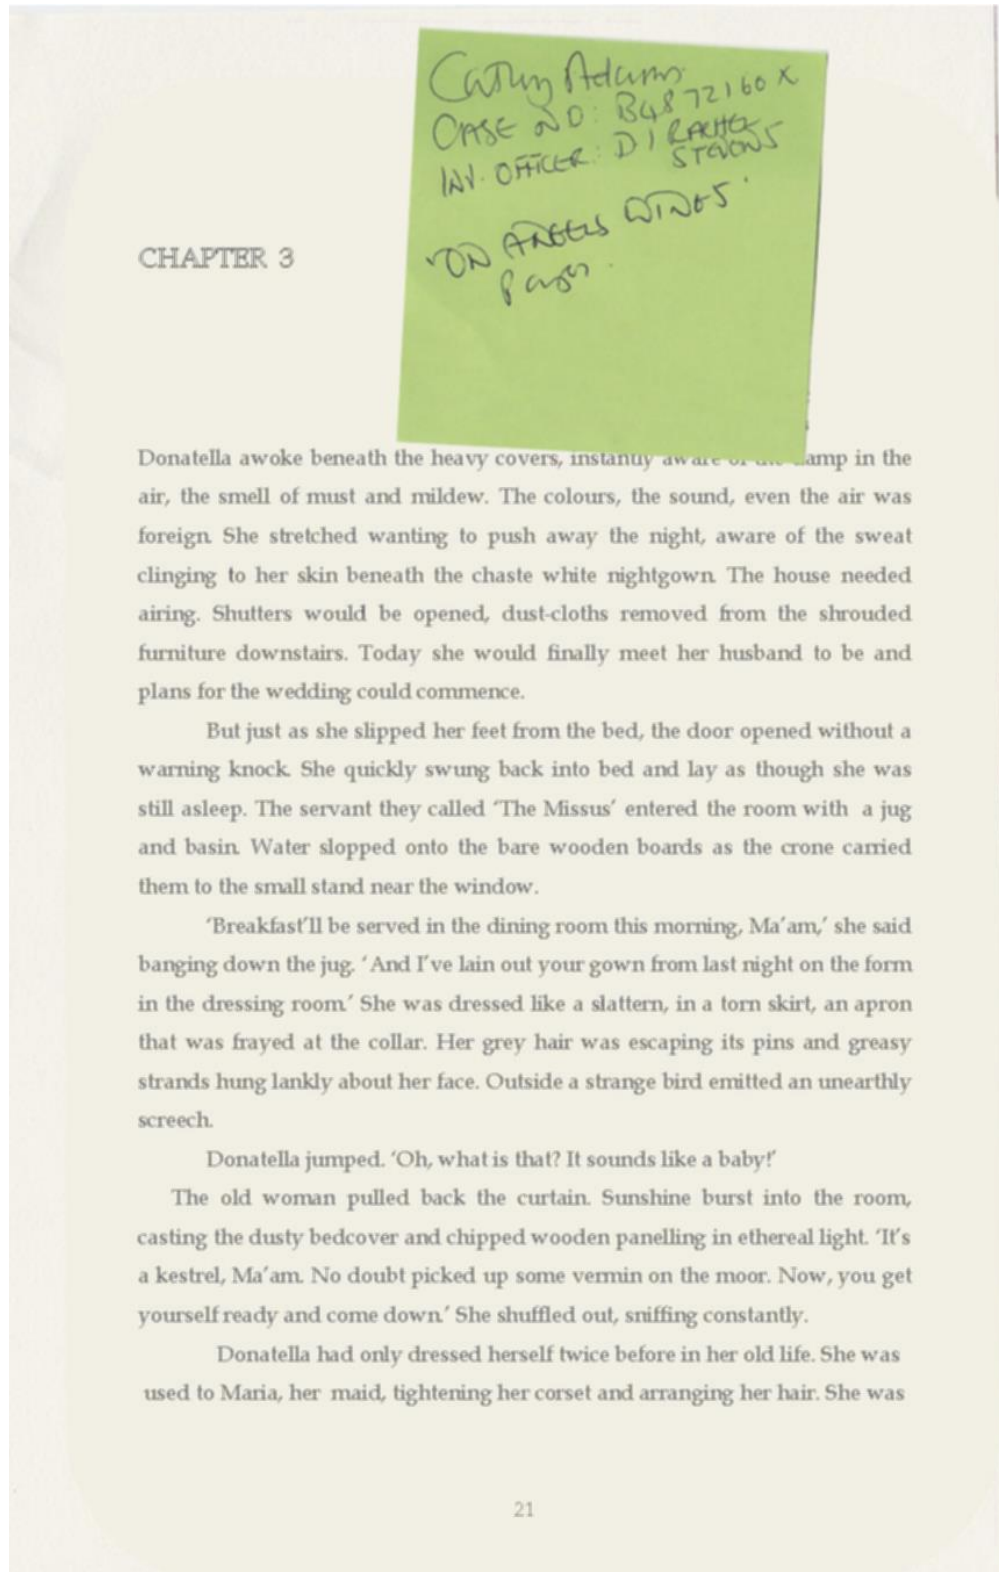 Cathy Adams
CASE NO: B4872160X
INV. OFFICER: DI RACHEL
STEVENS
'ON ANGELS WINGS'
pages.
CHAPTER 3
Donatella awoke beneath the heavy covers, instantly aware of the damp in the
air, the smell of must and mildew. The colours, the sound, even the air was
foreign. She stretched wanting to push away the night, aware of the sweat
clinging to her skin beneath the chaste white nightgown. The house needed
airing. Shutters would be opened, dust-cloths removed from the shrouded
furniture downstairs. Today she would finally meet her husband to be and
plans for the wedding could commence.
But just as she slipped her feet from the bed, the door opened without a
warning knock. She quickly swung back into bed and lay as though she was
still asleep. The servant they called 'The Missus' entered the room with a jug
and basin. Water slopped onto the bare wooden boards as the crone carried
them to the small stand near the window.
'Breakfast'll be served in the dining room this morning, Ma'am,' she said
banging down the jug. 'And I've lain out your gown from last night on the form
in the dressing room.' She was dressed like a slattern, in a torn skirt, an apron
that was frayed at the collar. Her grey hair was escaping its pins and greasy
strands hung lankly about her face. Outside a strange bird emitted an unearthly
screech.
Donatella jumped. 'Oh, what is that? It sounds like a baby!'
The old woman pulled back the curtain. Sunshine burst into the room,
casting the dusty bedcover and chipped wooden panelling in ethereal light. 'It's
a kestrel, Ma'am. No doubt picked up some vermin on the moor. Now, you get
yourself ready and come down.' She shuffled out, sniffing constantly.
Donatella had only dressed herself twice before in her old life. She was
used to Maria, her maid, tightening her corset and arranging her hair. She was
21